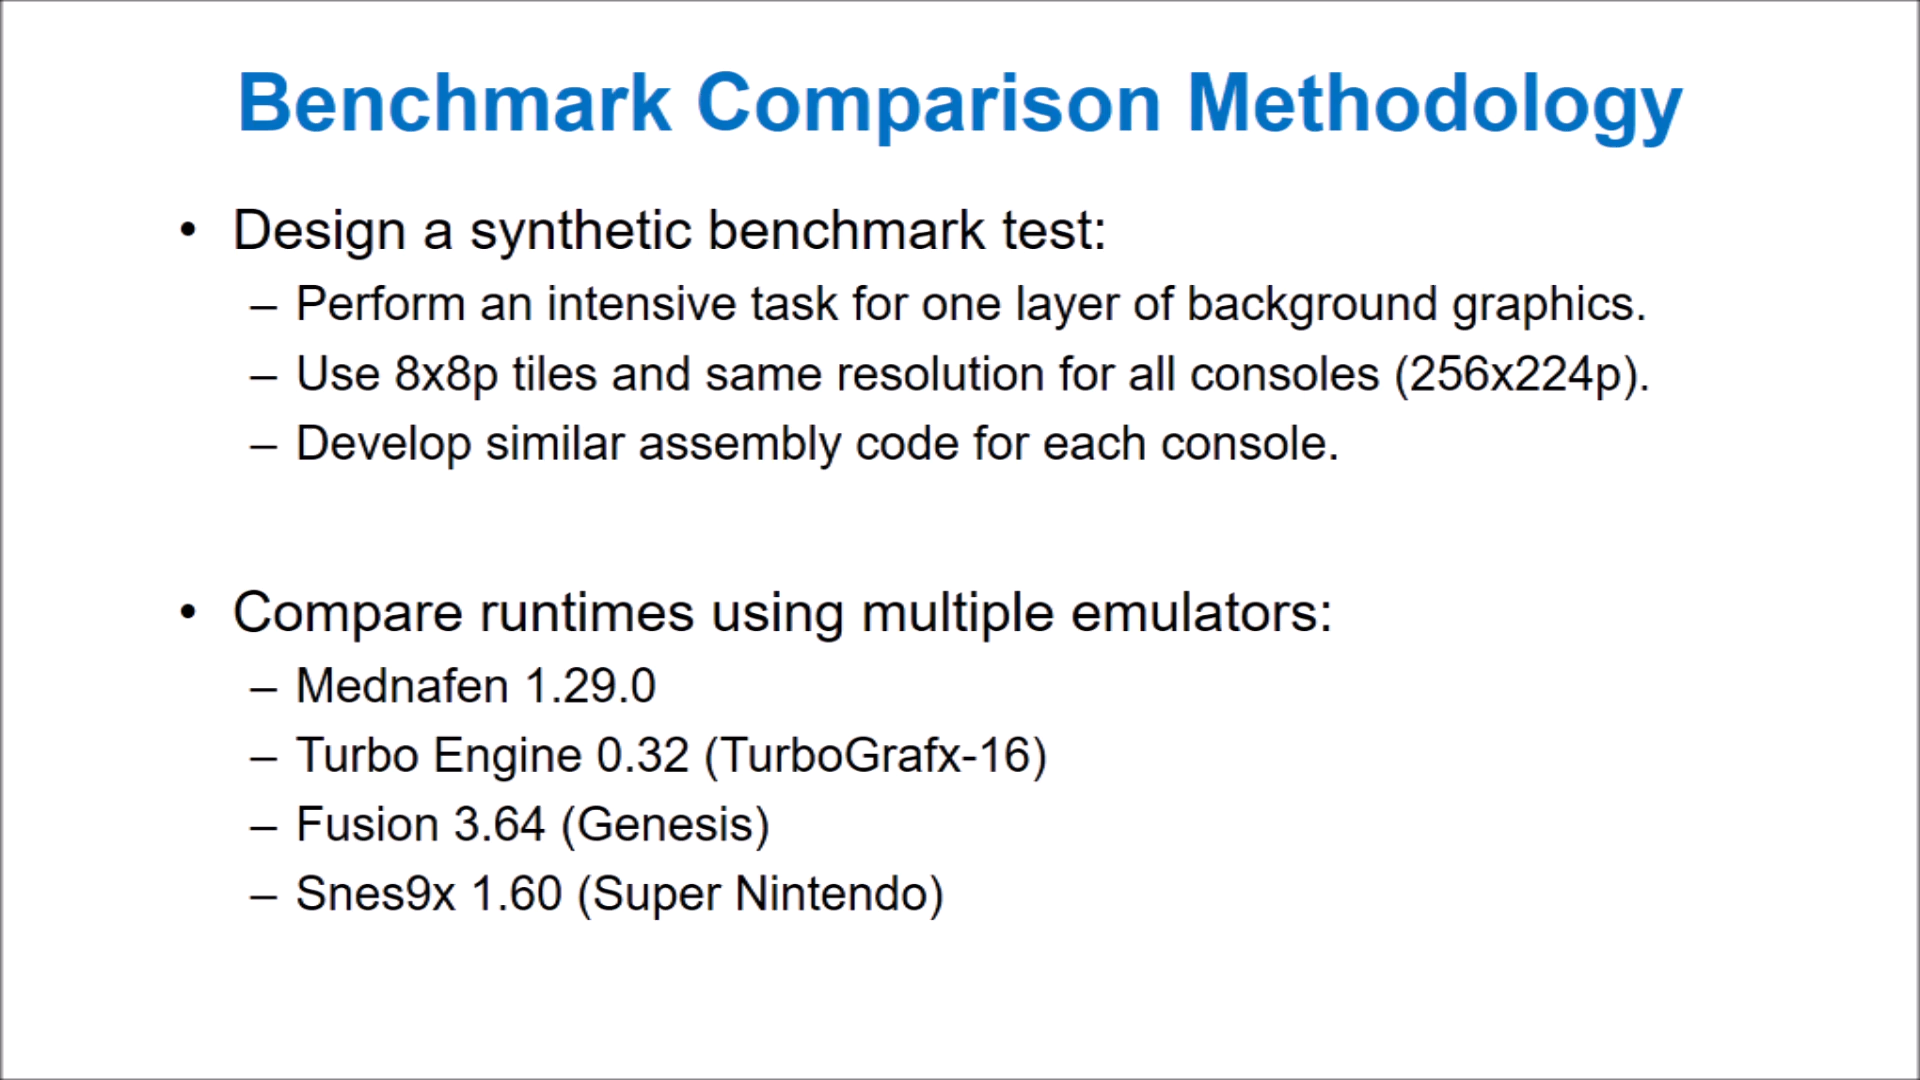 Benchmark Comparison Methodology
• Design a synthetic benchmark test:
– Perform an intensive task for one layer of background graphics.
– Use 8x8p tiles and same resolution for all consoles (256x224p).
– Develop similar assembly code for each console.
• Compare runtimes using multiple emulators:
– Mednafen 1.29.0
– Turbo Engine 0.32 (TurboGrafx-16)
– Fusion 3.64 (Genesis)
– Snes9x 1.60 (Super Nintendo)